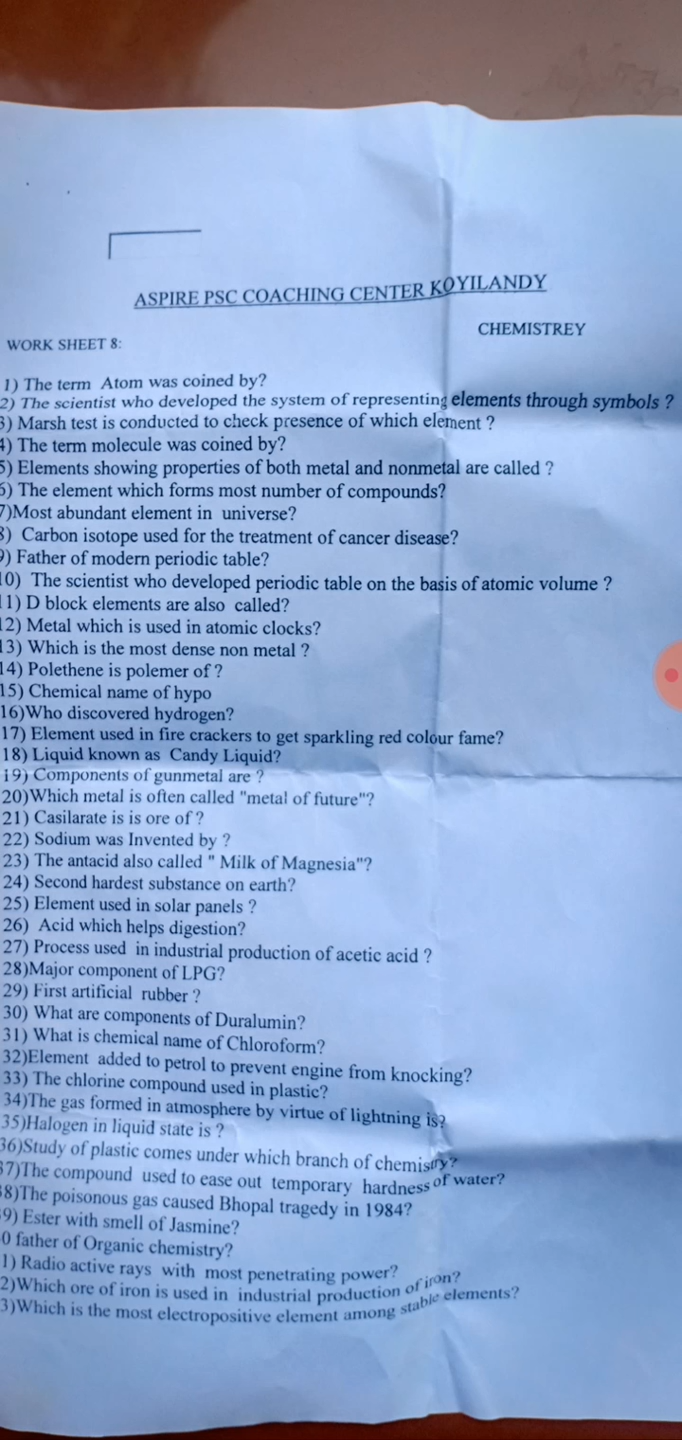 ASPIRE PSC COACHING CENTER KOYILANDY
CHEMISTREY
WORK SHEET 8:
1) The term Atom was coined by?
2) The scientist who developed the system of representing elements through symbols ?
3) Marsh test is conducted to check presence of which element ?
4) The term molecule was coined by?
5) Elements showing properties of both metal and nonmetal are called ?
6) The element which forms most number of compounds?
7)Most abundant element in universe?
8) Carbon isotope used for the treatment of cancer disease?
9) Father of modern periodic table?
10) The scientist who developed periodic table on the basis of atomic volume ?
11) D block elements are also called?
12) Metal which is used in atomic clocks?
13) Which is the most dense non metal ?
14) Polethene is polemer of ?
15) Chemical name of hypo
16)Who discovered hydrogen?
17) Element used in fire crackers to get sparkling red colour fame?
18) Liquid known as Candy Liquid?
19) Components of gunmetal are ?
20)Which metal is often called "metal of future"?
21) Casilarate is is ore of ?
22) Sodium was Invented by ?
23) The antacid also called " Milk of Magnesia"?
24) Second hardest substance on earth?
25) Element used in solar panels ?
26) Acid which helps digestion?
27) Process used in industrial production of acetic acid ?
28)Major component of LPG?
29) First artificial rubber ?
30) What are components of Duralumin?
31) What is chemical name of Chloroform?
32)Element added to petrol to prevent engine from knocking?
33) The chlorine compound used in plastic?
34)The gas formed in atmosphere by virtue of lightning is?
35)Halogen in liquid state is ?
36)Study of plastic comes under which branch of chemistry?
37)The compound used to ease out temporary hardness of water?
38)The poisonous gas caused Bhopal tragedy in 1984?
39) Ester with smell of Jasmine?
0 father of Organic chemistry?
1) Radio active rays with most penetrating power?
2)Which ore of iron is used in industrial production of iron?
3)Which is the most electropositive element among stable elements?